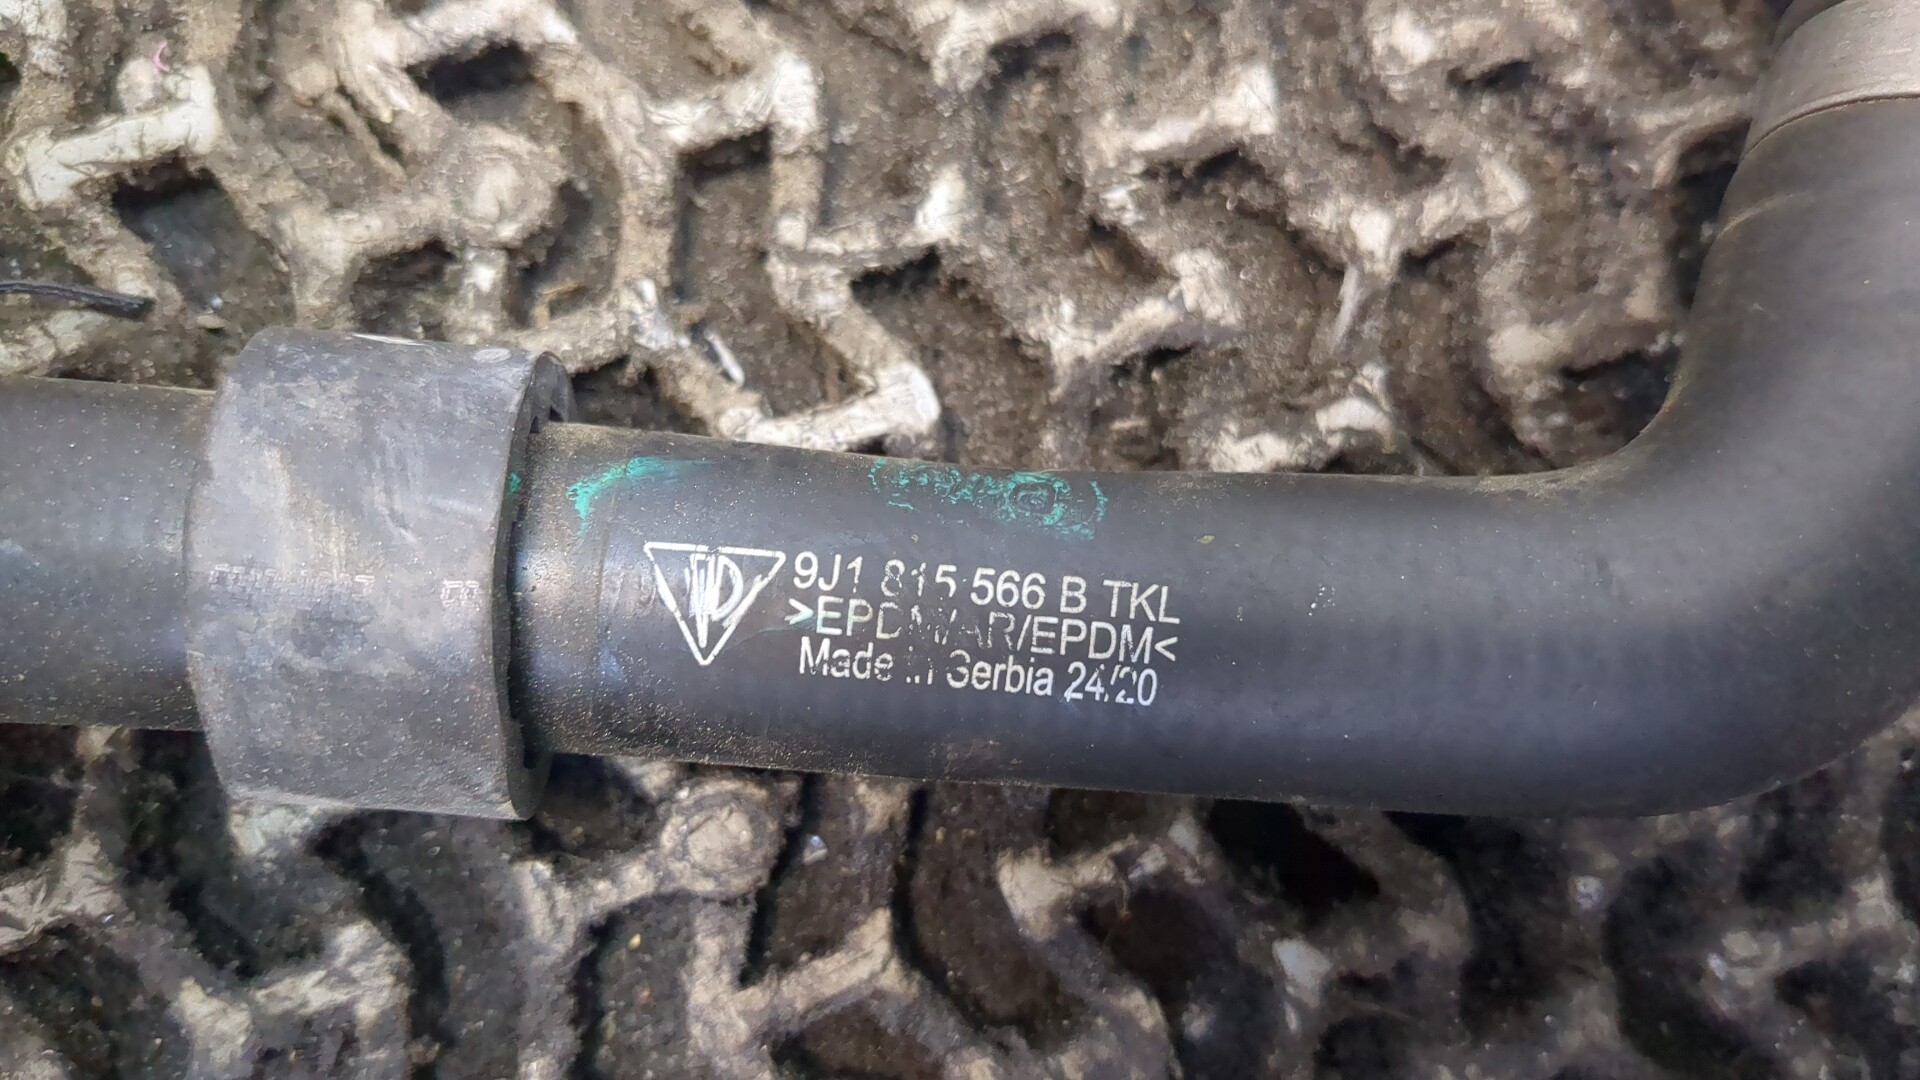 9J1 815 566 B TKL
>EPDM/AR/EPDM<
Made in Serbia 24/20